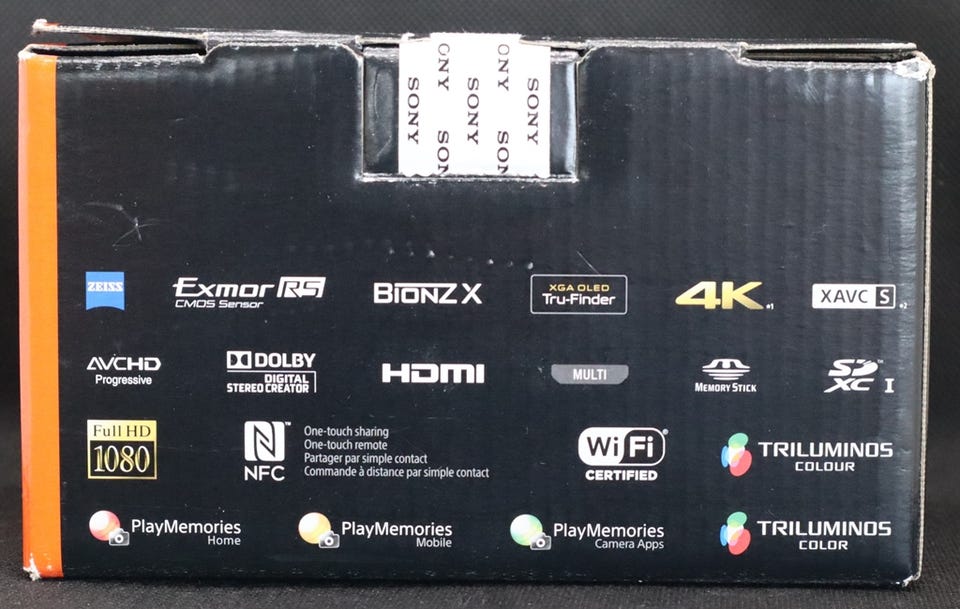 SONY SONY SONY
ZEISS
Exmor RS
CMOS Sensor
BIONZ X
XGA OLED
Tru-Finder
4K *1
XAVC S *2
AVCHD
Progressive
DOLBY
DIGITAL
STEREO CREATOR
HDMI
MULTI
MEMORY STICK
SD
XC I
Full HD
1080
NFC
One-touch sharing
One-touch remote
Partager par simple contact
Commande à distance par simple contact
Wi Fi
CERTIFIED
TRILUMINOS
COLOUR
PlayMemories
Home
PlayMemories
Mobile
PlayMemories
Camera Apps
TRILUMINOS
COLOR